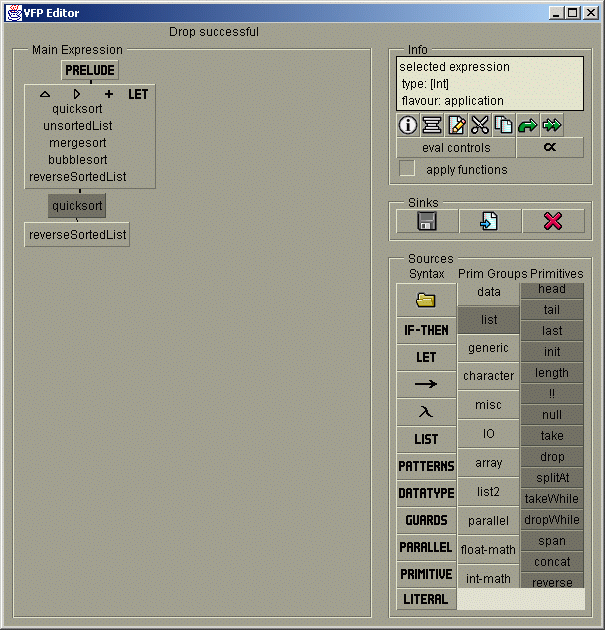 VFP Editor
Drop successful
Main Expression
PRELUDE
+ LET
quicksort
unsortedList
mergesort
bubblesort
reverseSortedList
quicksort
reverseSortedList
Info
selected expression
type: [Int]
flavour: application
eval controls
∝
apply functions
Sinks
Sources
Syntax
IF-THEN
LET
→
λ
LIST
PATTERNS
DATATYPE
GUARDS
PARALLEL
PRIMITIVE
LITERAL
Prim Groups
data
list
generic
character
misc
IO
array
list2
parallel
float-math
int-math
Primitives
head
tail
last
init
length
!!
null
take
drop
splitAt
takeWhile
dropWhile
span
concat
reverse